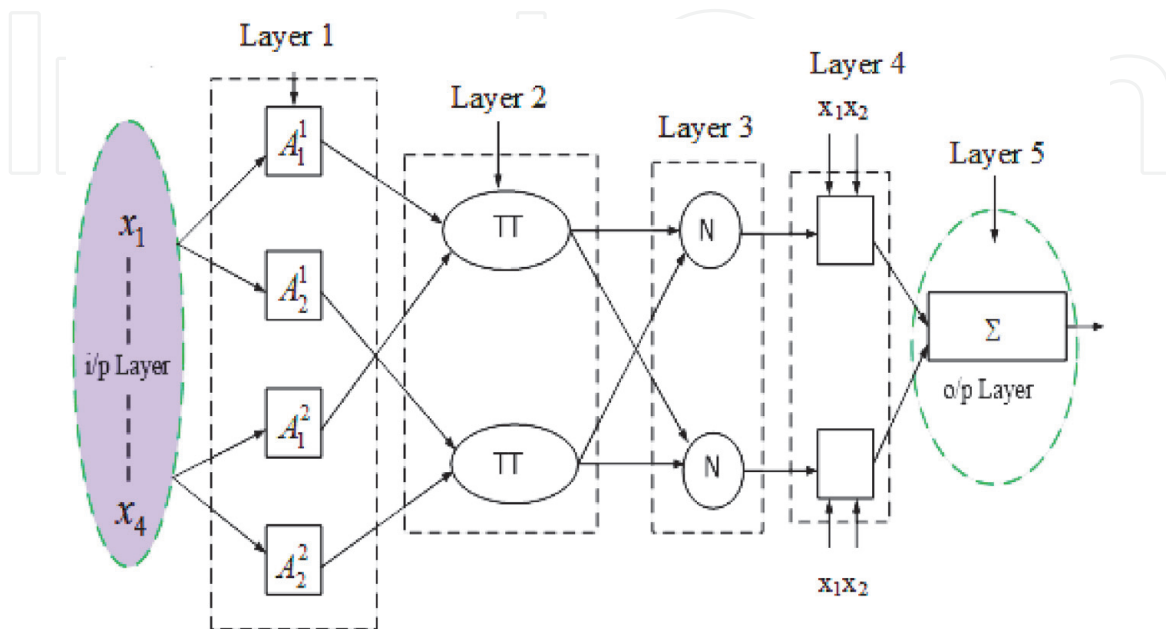 Layer 1
Layer 2
Layer 3
Layer 4
Layer 5
x₁
i/p Layer
x₄
A₁¹
A₂¹
A₁²
A₂²
TT
TT
N
N
x₁x₂
x₁x₂
Σ
o/p Layer